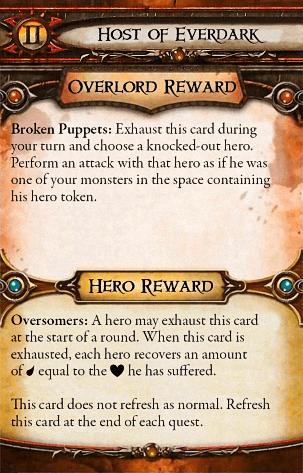 II
Host of Everdark
Overlord Reward
Broken Puppets: Exhaust this card during
your turn and choose a knocked-out hero.
Perform an attack with that hero as if he was
one of your monsters in the space containing
his hero token.
Hero Reward
Oversomers: A hero may exhaust this card
at the start of a round. When this card is
exhausted, each hero recovers an amount
of equal to the he has suffered.
This card does not refresh as normal. Refresh
this card at the end of each quest.